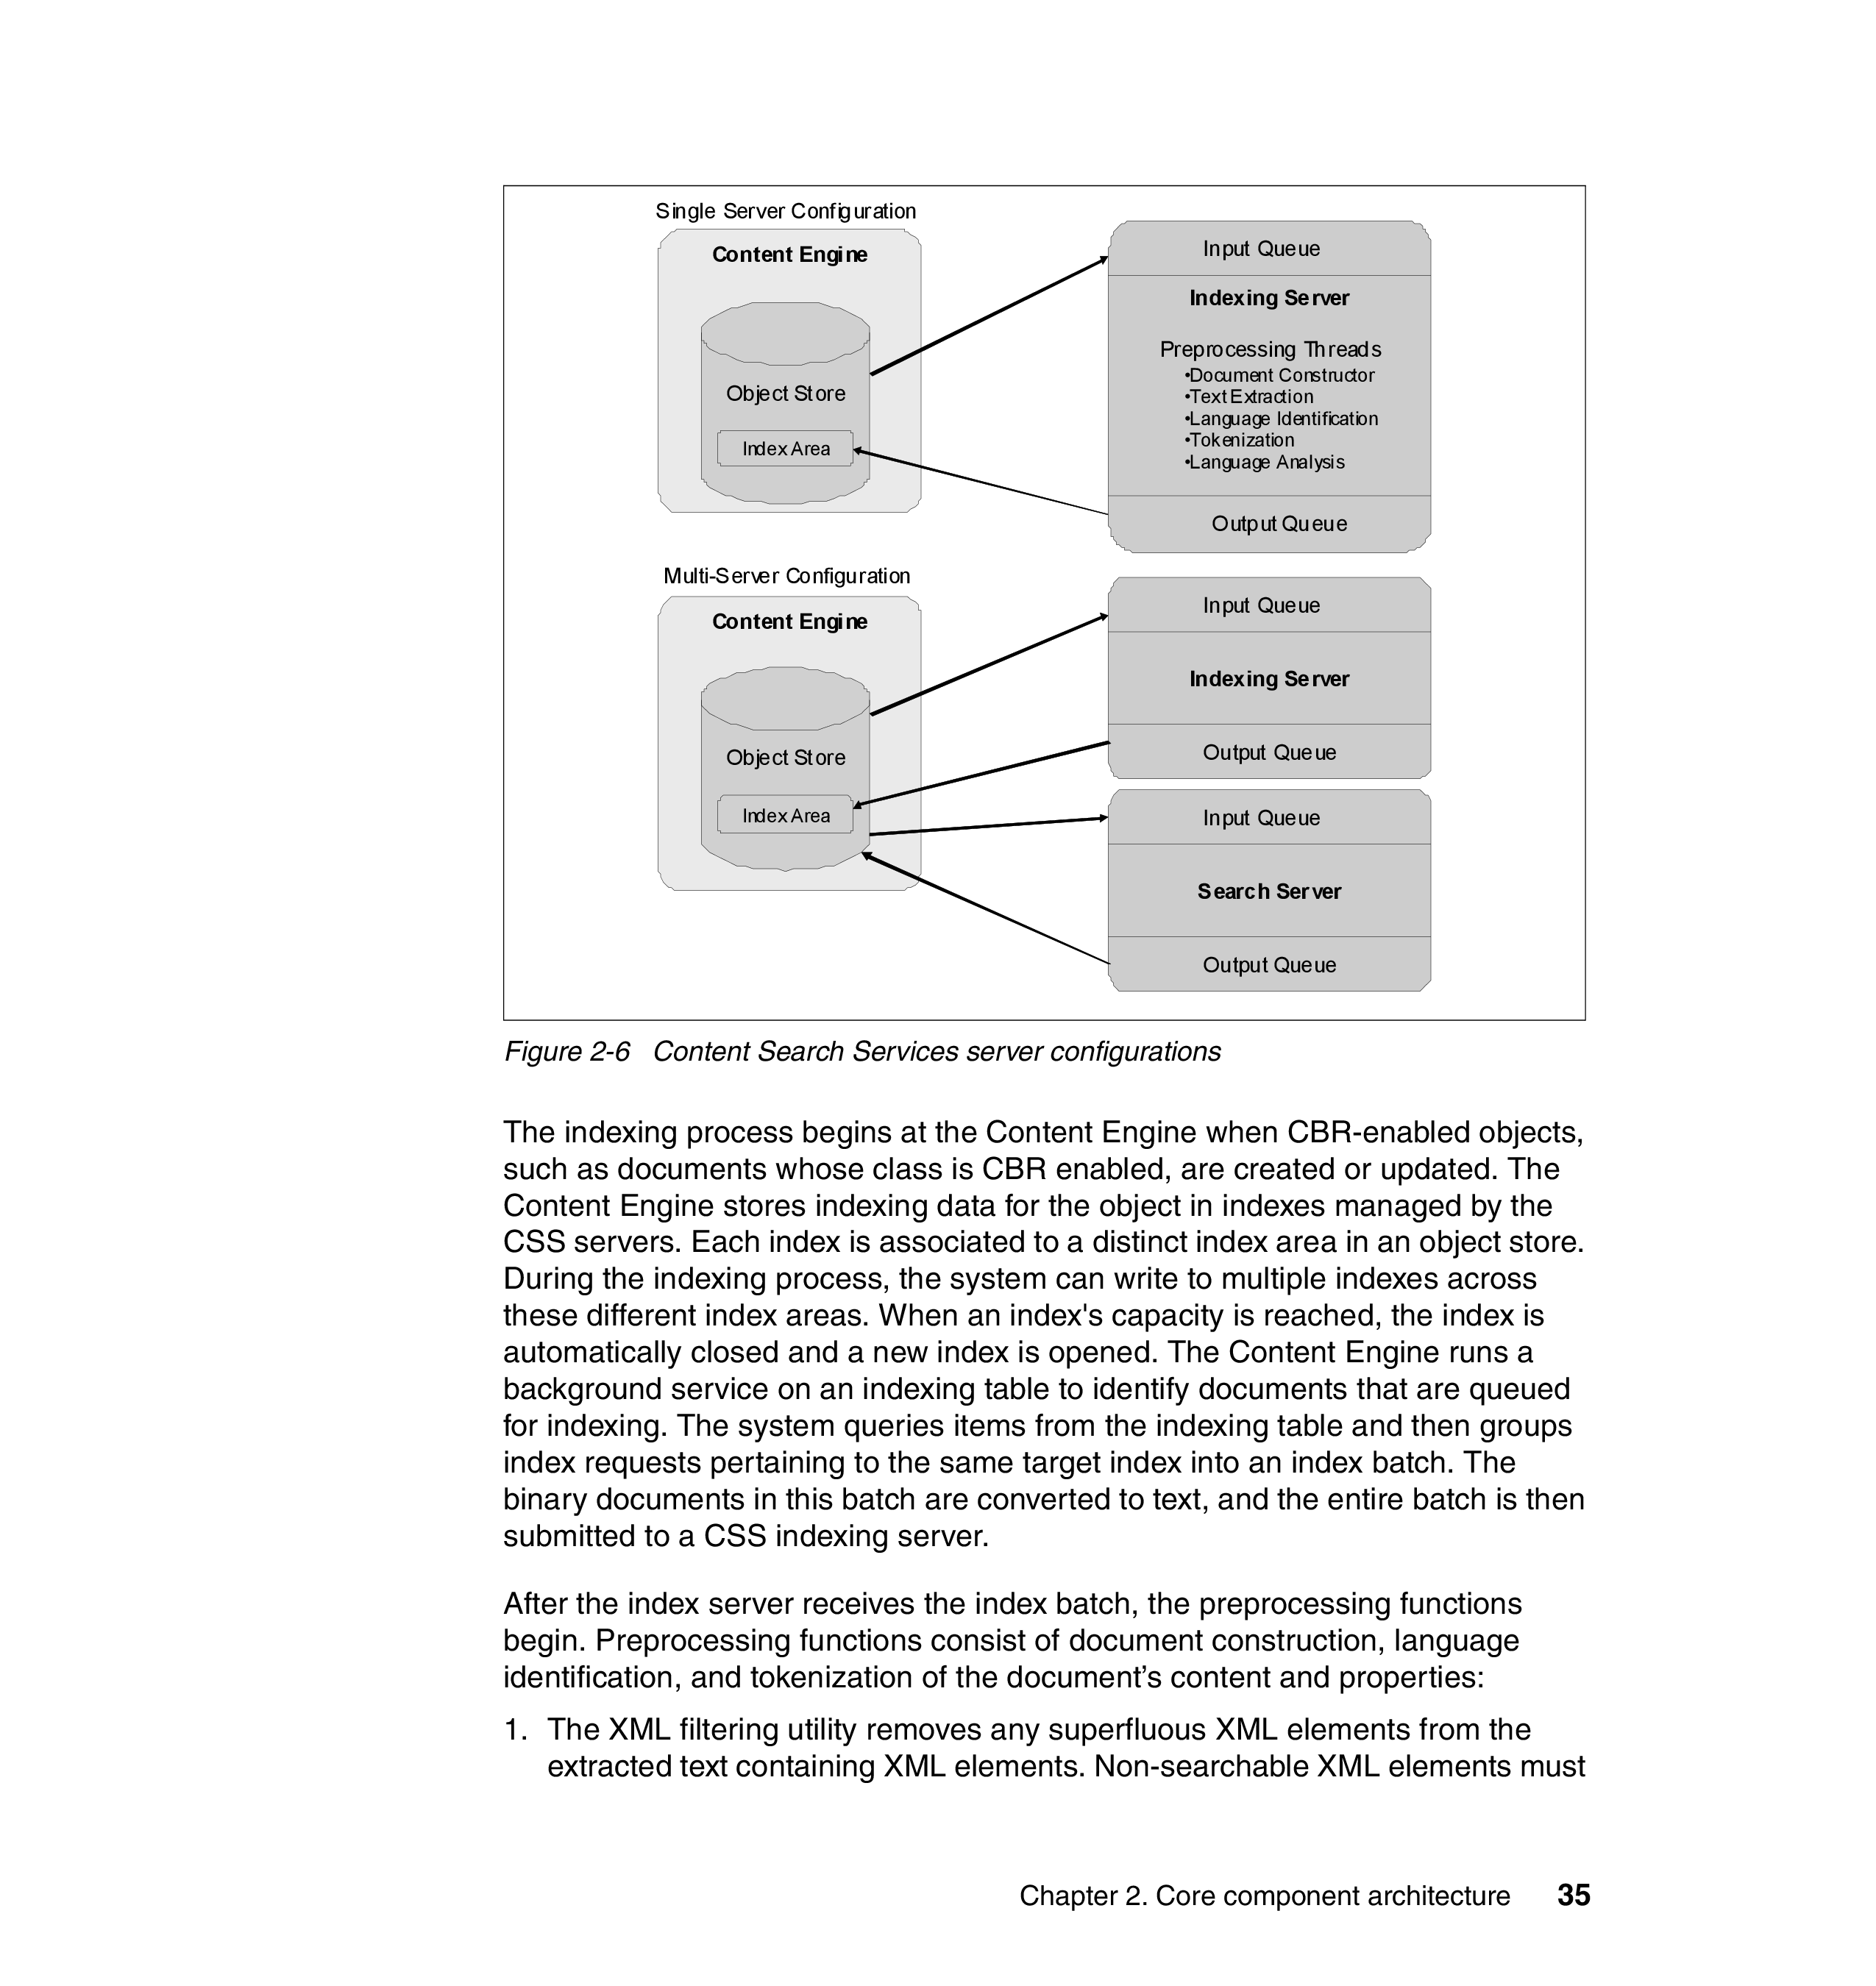 Single Server Configuration
Content Engine
Object Store
Index Area
Input Queue
Indexing Server
Preprocessing Threads
•Document Constructor
•Text Extraction
•Language Identification
•Tokenization
•Language Analysis
Output Queue
Multi-Server Configuration
Content Engine
Object Store
Index Area
Input Queue
Indexing Server
Output Queue
Input Queue
Search Server
Output Queue
Figure 2-6 Content Search Services server configurations
The indexing process begins at the Content Engine when CBR-enabled objects,
such as documents whose class is CBR enabled, are created or updated. The
Content Engine stores indexing data for the object in indexes managed by the
CSS servers. Each index is associated to a distinct index area in an object store.
During the indexing process, the system can write to multiple indexes across
these different index areas. When an index's capacity is reached, the index is
automatically closed and a new index is opened. The Content Engine runs a
background service on an indexing table to identify documents that are queued
for indexing. The system queries items from the indexing table and then groups
index requests pertaining to the same target index into an index batch. The
binary documents in this batch are converted to text, and the entire batch is then
submitted to a CSS indexing server.
After the index server receives the index batch, the preprocessing functions
begin. Preprocessing functions consist of document construction, language
identification, and tokenization of the document’s content and properties:
1. The XML filtering utility removes any superfluous XML elements from the
extracted text containing XML elements. Non-searchable XML elements must
Chapter 2. Core component architecture 35